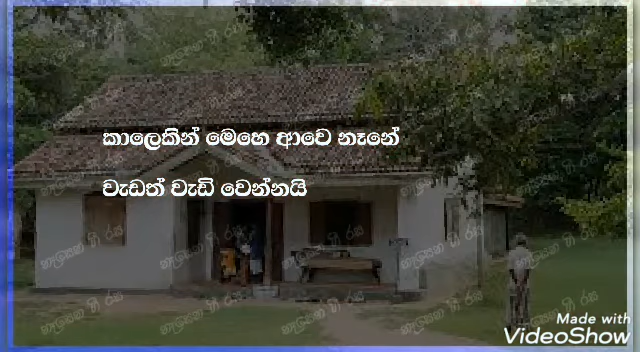 කාලෙකින් මෙහෙ ආවෙ නෑනේ
වැඩත් වැඩි වෙන්නයි
Made with
VideoShow